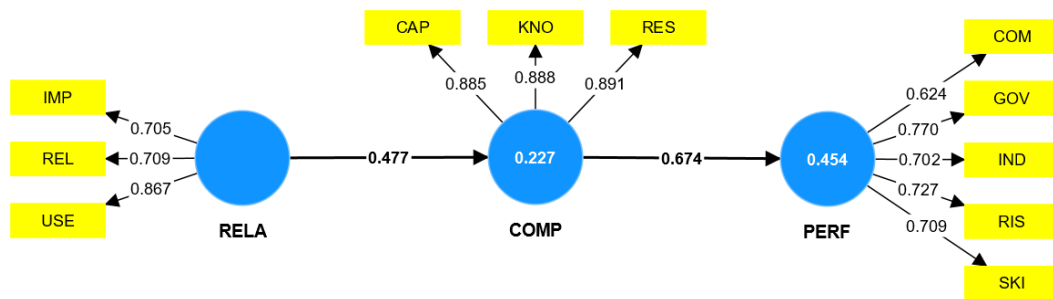 CAP
KNO
RES
COM
0.885
0.888
0.891
0.624
IMP
GOV
0.705
0.770
REL
0.709
0.477
0.227
0.674
0.454
0.702
IND
0.867
0.727
USE
RIS
RELA
COMP
PERF
0.709
SKI